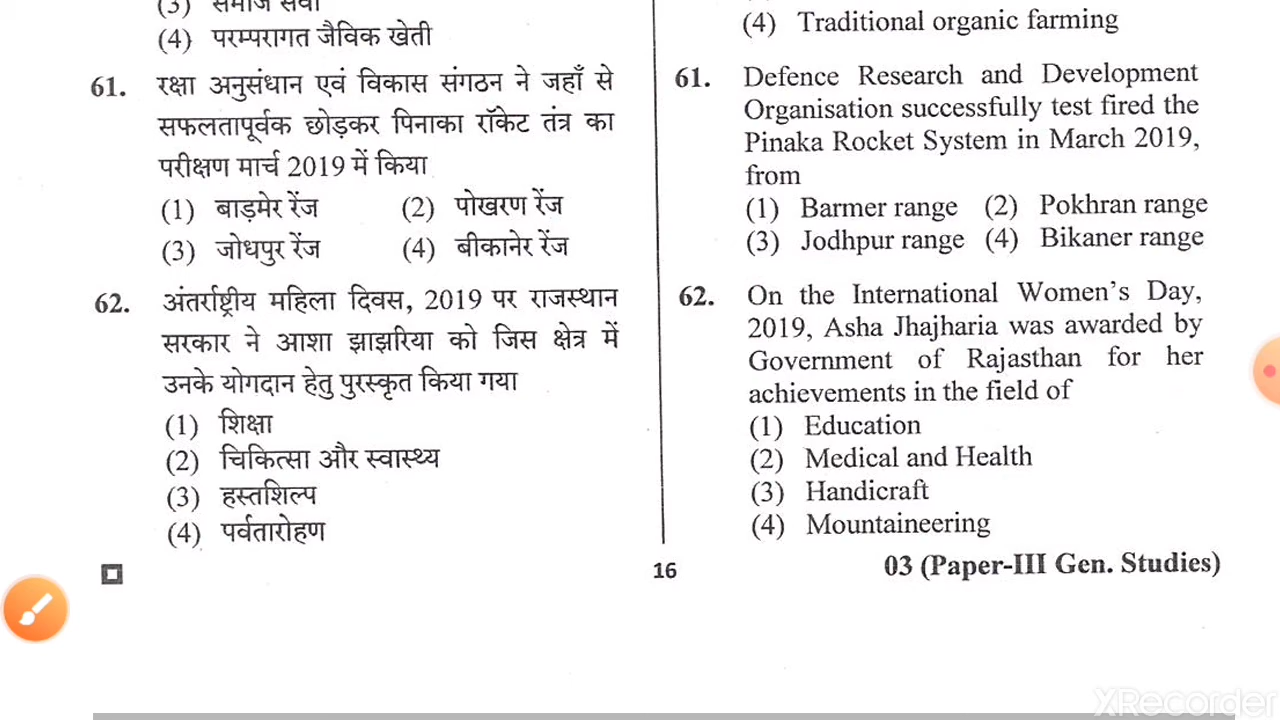 (3) समाज सेवा
(4) परम्परागत जैविक खेती
61. रक्षा अनुसंधान एवं विकास संगठन ने जहाँ से
सफलतापूर्वक छोड़कर पिनाका रॉकेट तंत्र का
परीक्षण मार्च 2019 में किया
(1) बाड़मेर रेंज (2) पोखरण रेंज
(3) जोधपुर रेंज (4) बीकानेर रेंज
62. अंतर्राष्ट्रीय महिला दिवस, 2019 पर राजस्थान
सरकार ने आशा झाझरिया को जिस क्षेत्र में
उनके योगदान हेतु पुरस्कृत किया गया
(1) शिक्षा
(2) चिकित्सा और स्वास्थ्य
(3) हस्तशिल्प
(4) पर्वतारोहण
(4) Traditional organic farming
61. Defence Research and Development
Organisation successfully test fired the
Pinaka Rocket System in March 2019,
from
(1) Barmer range (2) Pokhran range
(3) Jodhpur range (4) Bikaner range
62. On the International Women's Day,
2019, Asha Jhajharia was awarded by
Government of Rajasthan for her
achievements in the field of
(1) Education
(2) Medical and Health
(3) Handicraft
(4) Mountaineering
16
03 (Paper-III Gen. Studies)
XRecorder